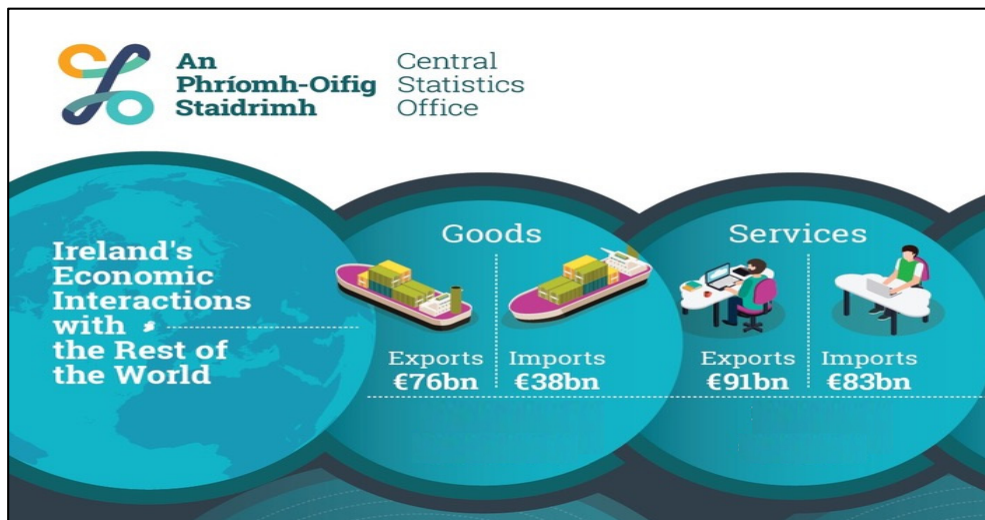 An
Phríomh-Oifig
Staidrimh
Central
Statistics
Office
Ireland's
Economic
Interactions
with
the Rest of
the World
Goods
Exports
€76bn
Imports
€38bn
Services
Exports
€91bn
Imports
€83bn